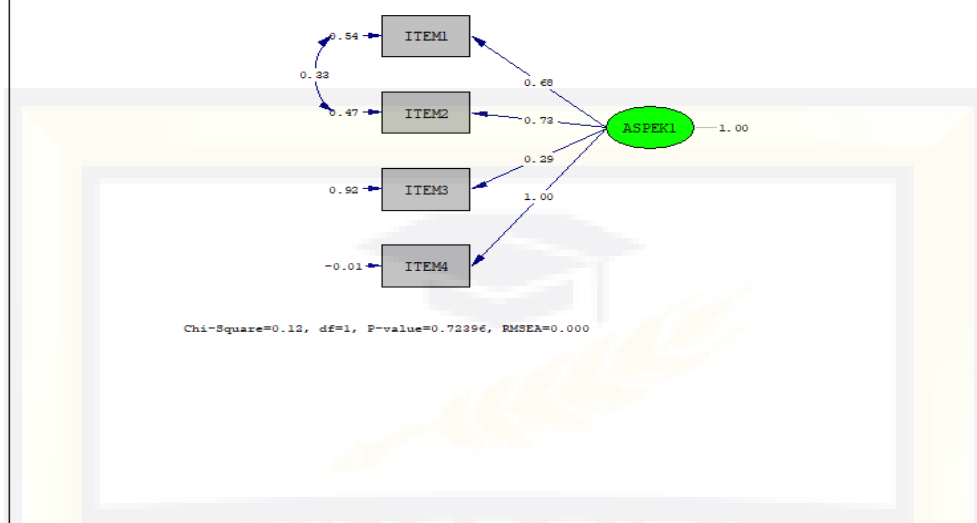 0.54 ITEM1
0.33
0.68
0.47 ITEM2
0.73
ASPEK1 1.00
0.29
0.92 ITEM3
1.00
-0.01 ITEM4
Chi-Square=0.12, df=1, P-value=0.72396, RMSEA=0.000